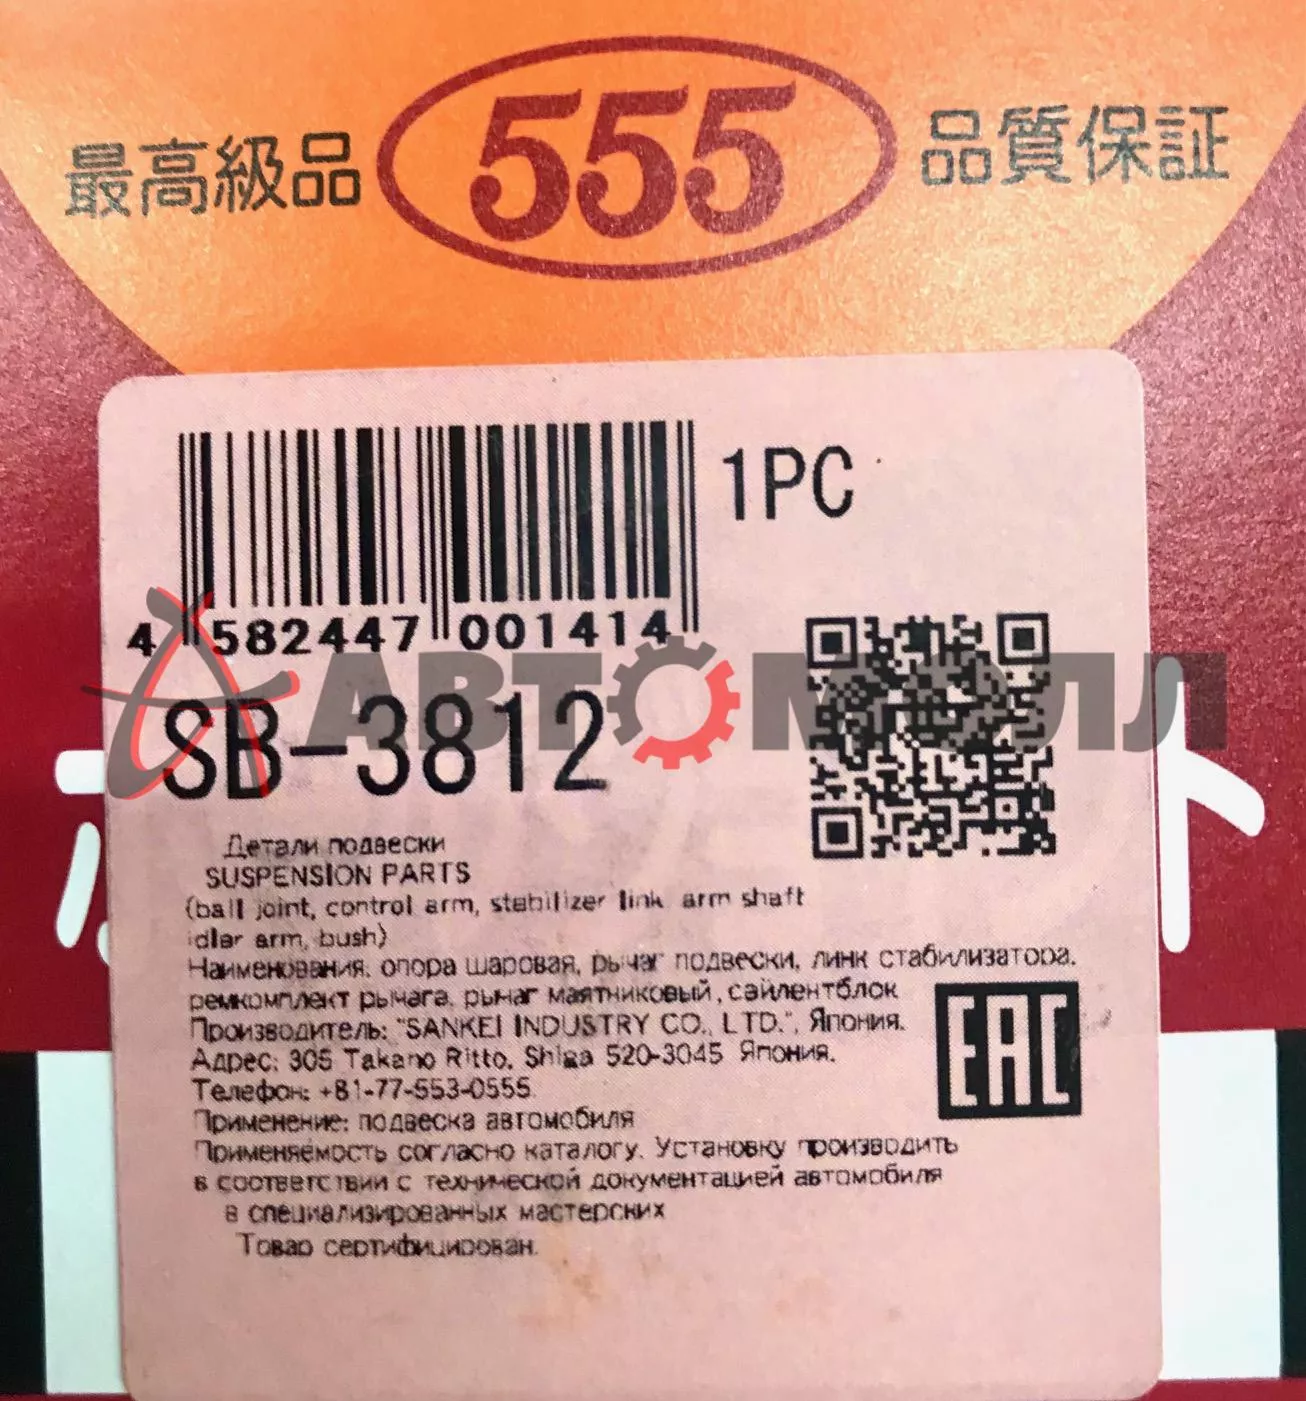 最高級品 555 品質保証
1PC
4 582447 001414
АВТОМОЛЛ
SB-3812
Детали подвески
SUSPENSION PARTS
(ball joint, control arm, stabilizer link arm shaft
idler arm, bush)
Наименования: опора шаровая, рычаг подвески, линк стабилизатора,
ремкомплект рычага, рычаг маятниковый, сайлентблок
Производитель: "SANKEI INDUSTRY CO., LTD.", Япония.
Адрес: 305 Takano Ritto, Shiga 520-3045 Япония.
Телефон: +81-77-553-0555
Применение: подвеска автомобиля
Применяемость согласно каталогу. Установку производить
в соответствии с технической документацией автомобиля
в специализированных мастерских
Товар сертифицирован.
EAC